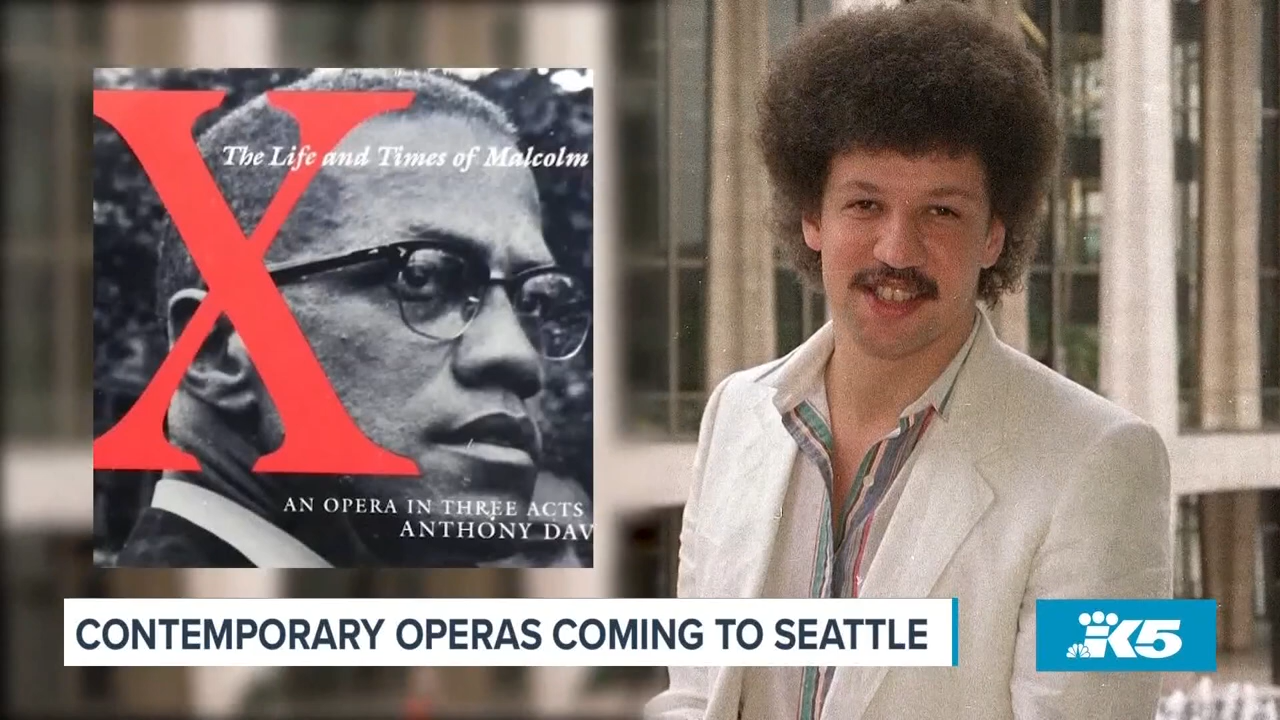 X
The Life and Times of Malcolm
AN OPERA IN THREE ACTS
ANTHONY DAV
CONTEMPORARY OPERAS COMING TO SEATTLE
K5